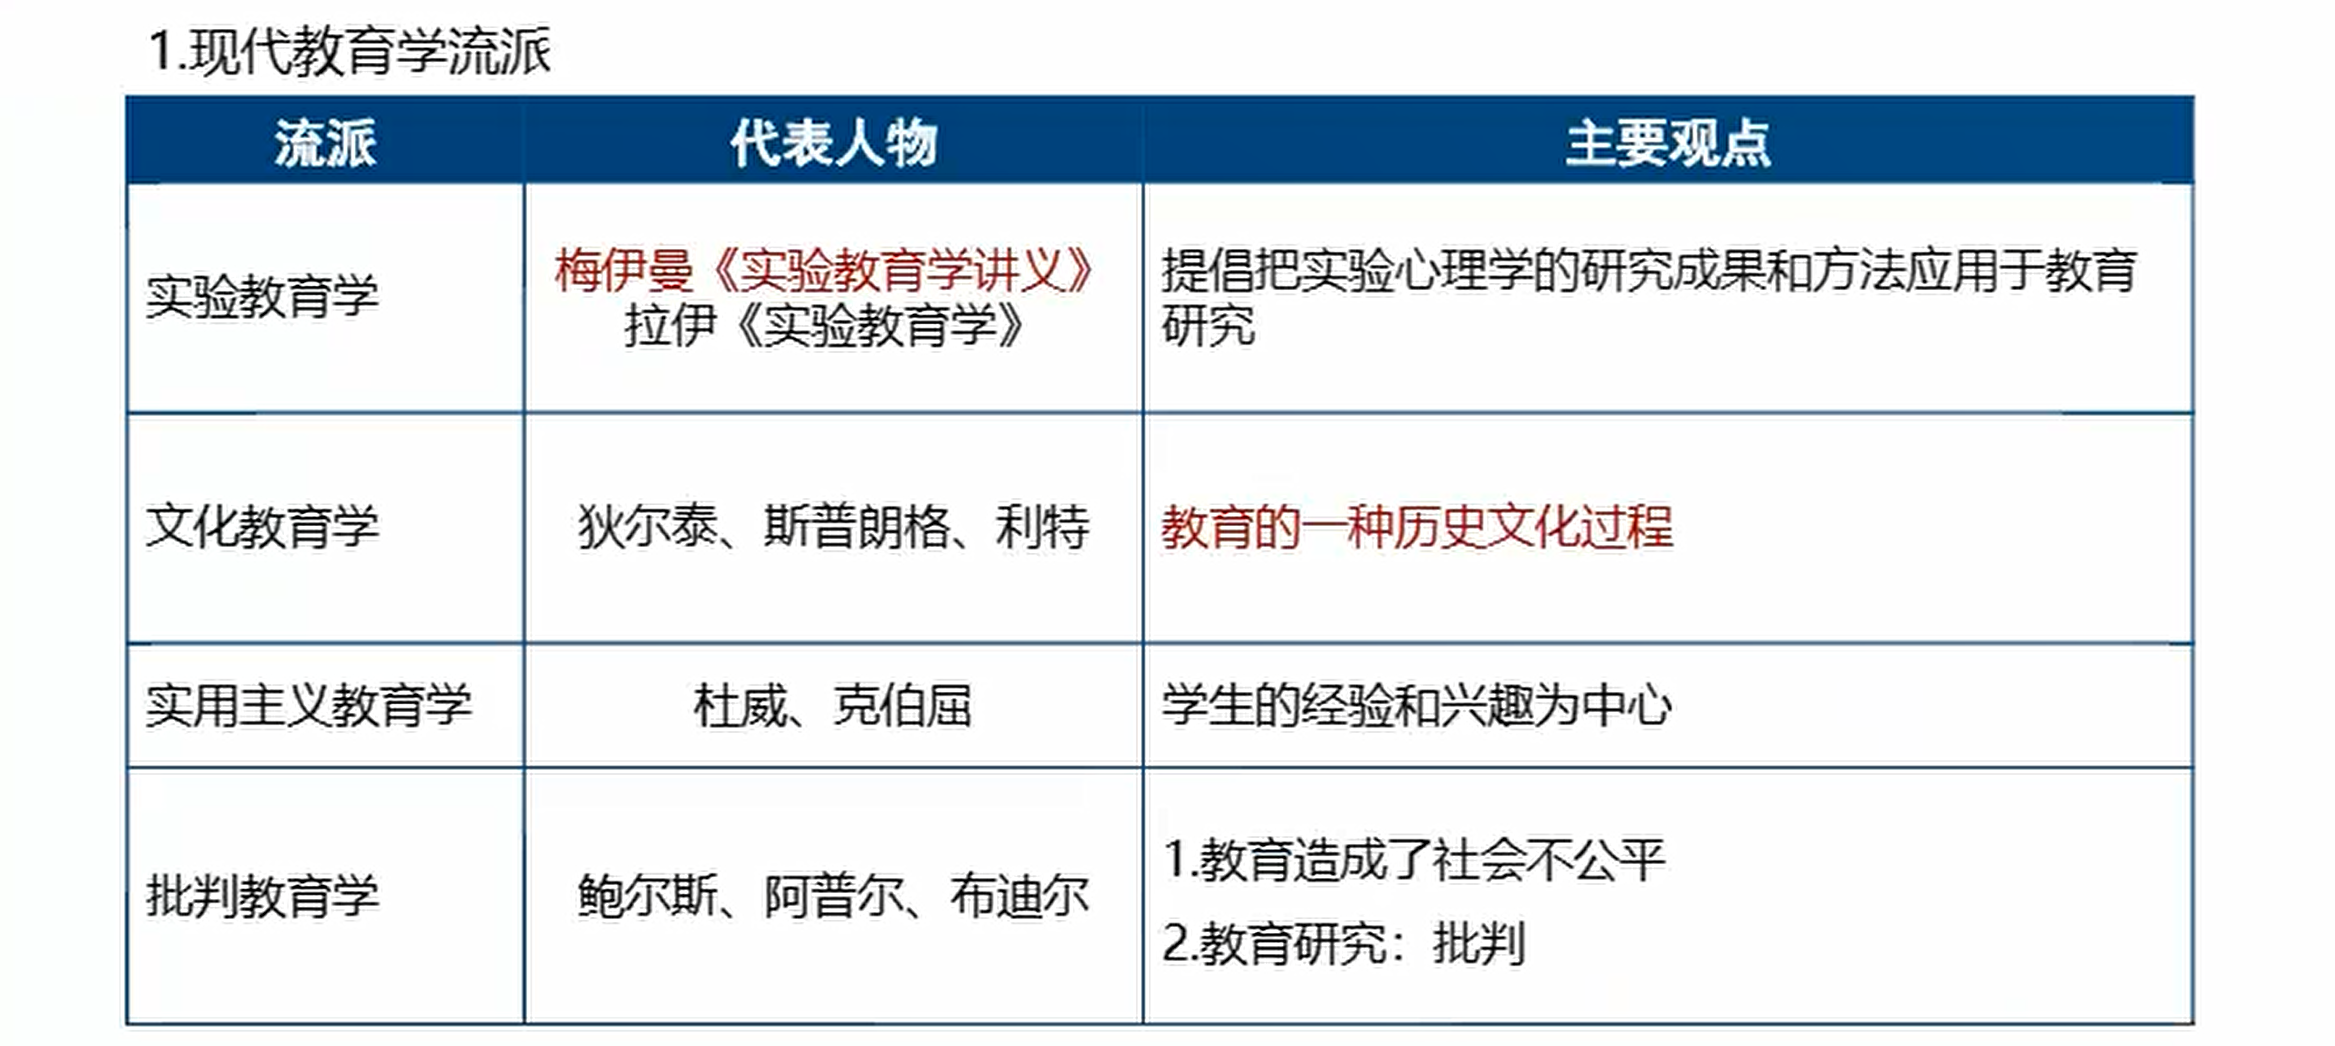 1.现代教育学流派
流派 代表人物 主要观点
实验教育学
梅伊曼《实验教育学讲义》
拉伊《实验教育学》
提倡把实验心理学的研究成果和方法应用于教育
研究
文化教育学
狄尔泰、斯普朗格、利特
教育的一种历史文化过程
实用主义教育学
杜威、克伯屈
学生的经验和兴趣为中心
批判教育学
鲍尔斯、阿普尔、布迪尔
1.教育造成了社会不公平
2.教育研究：批判